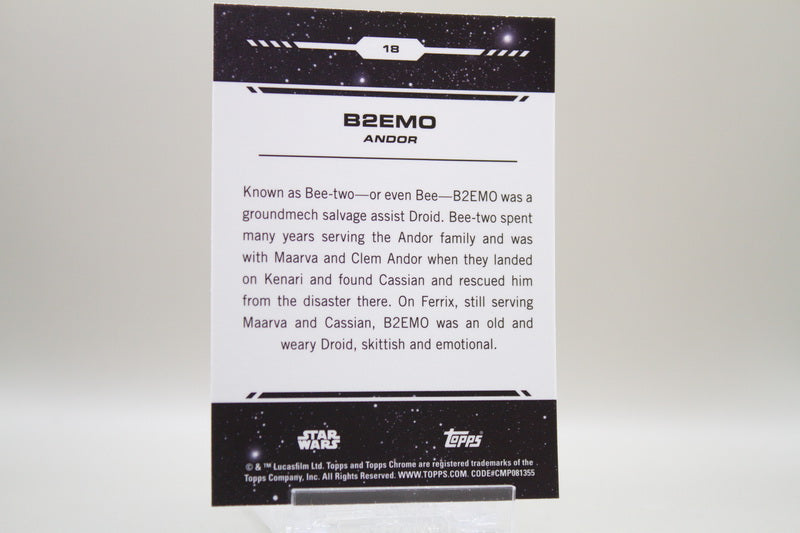 18
B2EMO
ANDOR
Known as Bee-two—or even Bee—B2EMO was a
groundmech salvage assist Droid. Bee-two spent
many years serving the Andor family and was
with Maarva and Clem Andor when they landed
on Kenari and found Cassian and rescued him
from the disaster there. On Ferrix, still serving
Maarva and Cassian, B2EMO was an old and
weary Droid, skittish and emotional.
STAR
WARS
Topps
© & ™ Lucasfilm Ltd. Topps and Topps Chrome are registered trademarks of the
Topps Company, Inc. All Rights Reserved. WWW.TOPPS.COM. CODE#CMP081355